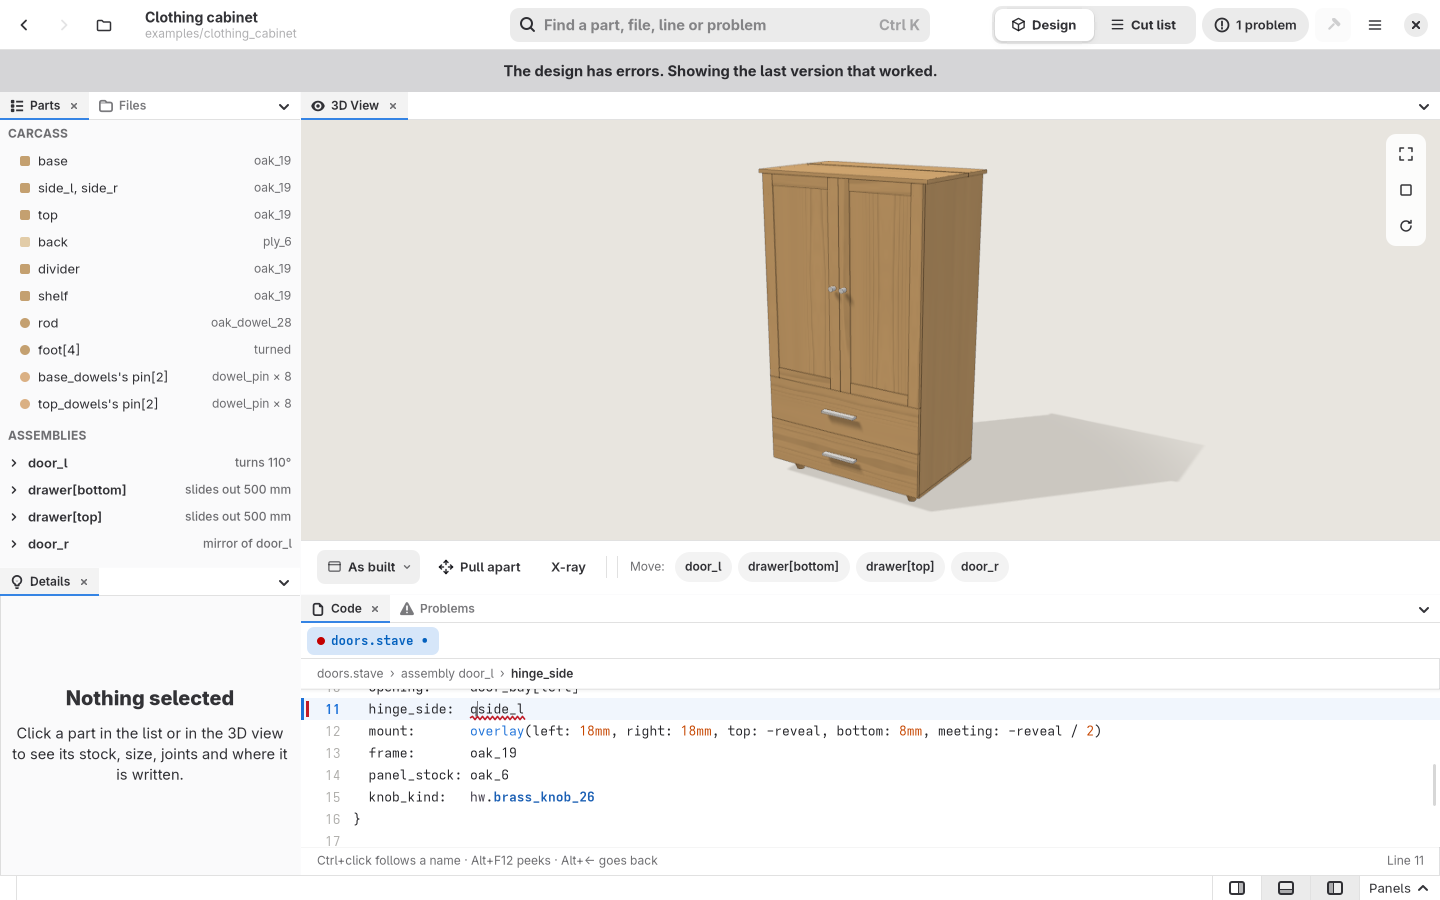 Clothing cabinet
examples/clothing_cabinet
Find a part, file, line or problem
Ctrl K
Design
Cut list
1 problem
The design has errors. Showing the last version that worked.
Parts
Files
CARCASS
base oak_19
side_l, side_r oak_19
top oak_19
back ply_6
divider oak_19
shelf oak_19
rod oak_dowel_28
foot[4] turned
base_dowels's pin[2] dowel_pin × 8
top_dowels's pin[2] dowel_pin × 8
ASSEMBLIES
door_l turns 110°
drawer[bottom] slides out 500 mm
drawer[top] slides out 500 mm
door_r mirror of door_l
Details
Nothing selected
Click a part in the list or in the 3D view
to see its stock, size, joints and where it
is written.
3D View
As built
Pull apart
X-ray
Move:
door_l
drawer[bottom]
drawer[top]
door_r
Code
Problems
doors.stave •
doors.stave › assembly door_l › hinge_side
10 opening: door_bay[left]
11 hinge_side: qside_l
12 mount: overlay(left: 18mm, right: 18mm, top: -reveal, bottom: 8mm, meeting: -reveal / 2)
13 frame: oak_19
14 panel_stock: oak_6
15 knob_kind: hw.brass_knob_26
16 }
17
Ctrl+click follows a name · Alt+F12 peeks · Alt+← goes back
Line 11
Panels